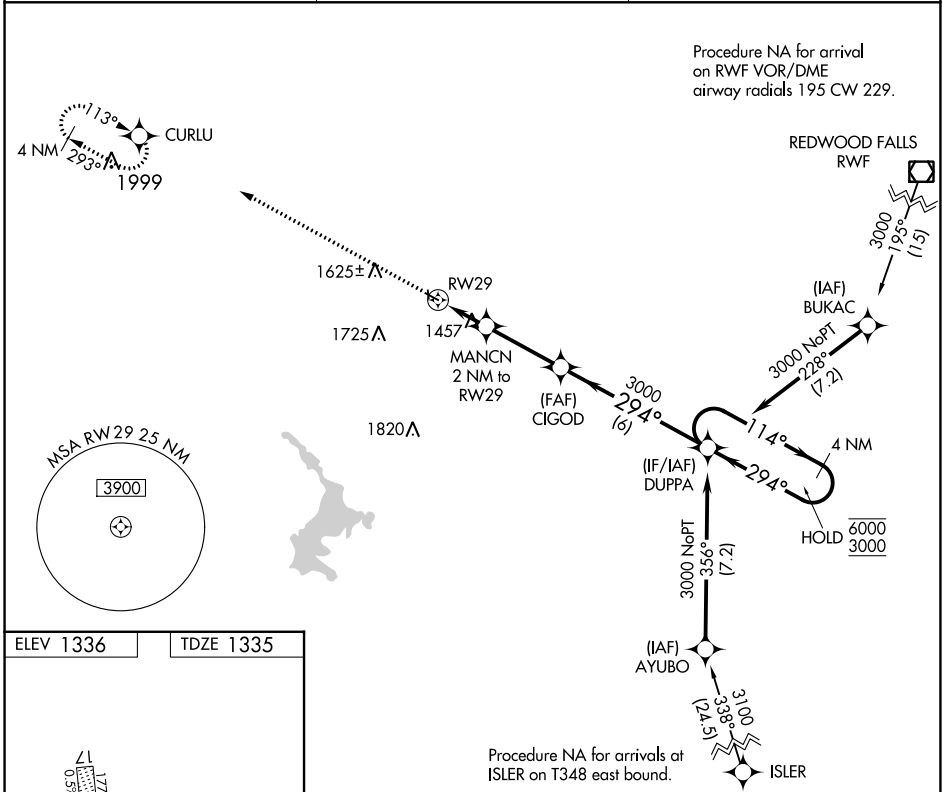 Procedure NA for arrival
on RWF VOR/DME
airway radials 195 CW 229.
113°
CURLU
4 NM
293°
1999
REDWOOD FALLS
RWF
3000
195°
(15)
1625±
RW29
(IAF)
BUKAC
1725
1457
MANCN
2 NM to
RW29
3000 NoPT
228°
(7.2)
(FAF)
CIGOD
3000
294°
(6)
1820
114°
4 NM
MSA RW29 25 NM
3900
(IF/IAF)
DUPPA
294°
HOLD
6000
3000
3000 NoPT
356°
(7.2)
ELEV 1336
TDZE 1335
(IAF)
AYUBO
3100
338°
(24.5)
17
Procedure NA for arrivals at
ISLER on T348 east bound.
ISLER